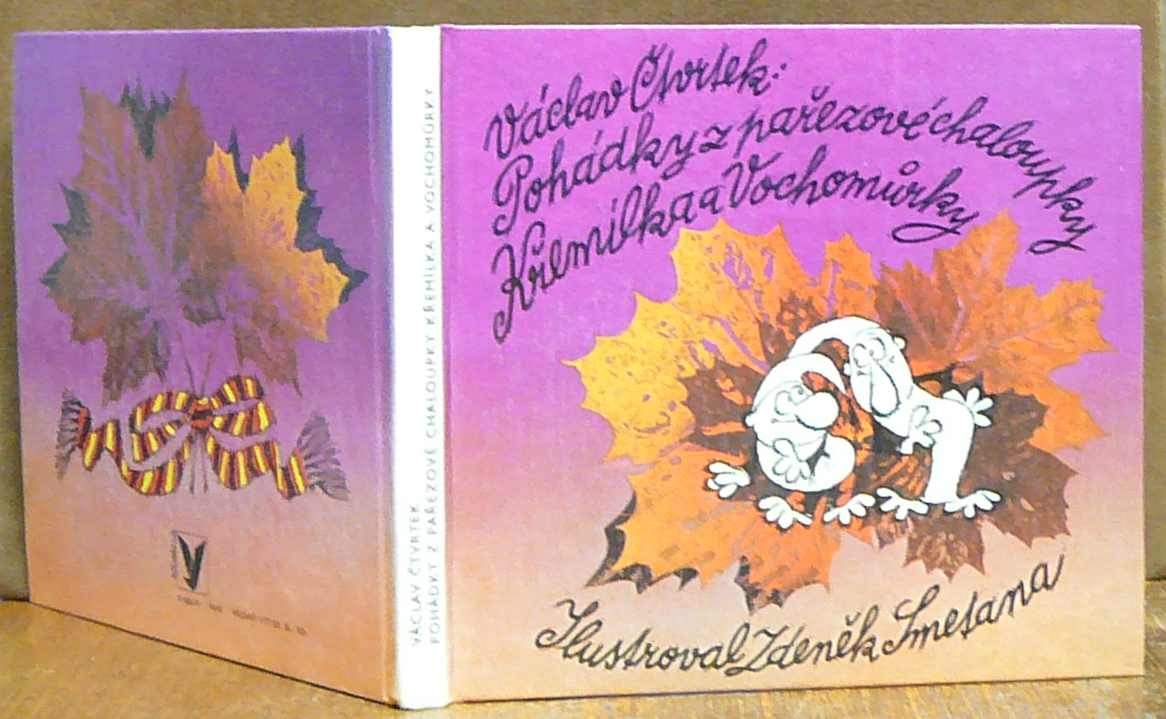 Václav Čtvrtek:
Pohádky z pařezové chaloupky
Křemílka a Vochomůrky
Ilustroval Zdeněk Smetana
VÁCLAV ČTVRTEK
POHÁDKY Z PAŘEZOVÉ CHALOUPKY KŘEMÍLKA A VOCHOMŮRKY